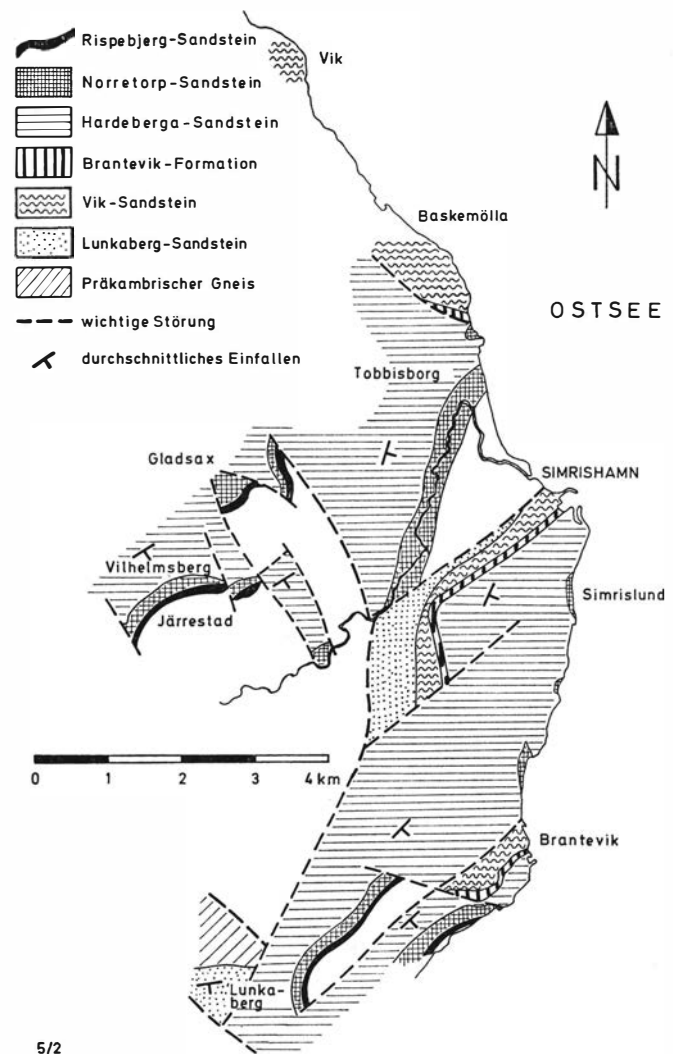 Rispebjerg-Sandstein
Norretorp-Sandstein
Hardeberga-Sandstein
Brantevik-Formation
Vik-Sandstein
Lunkaberg-Sandstein
Präkambrischer Gneis
wichtige Störung
durchschnittliches Einfallen
Vik
N
Baskemölla
OSTSEE
Tobbisborg
Gladsax
SIMRISHAMN
Vilhelmsberg
Järrestad
Simrislund
0 1 2 3 4 km
Brantevik
Lunka-
berg
5/2